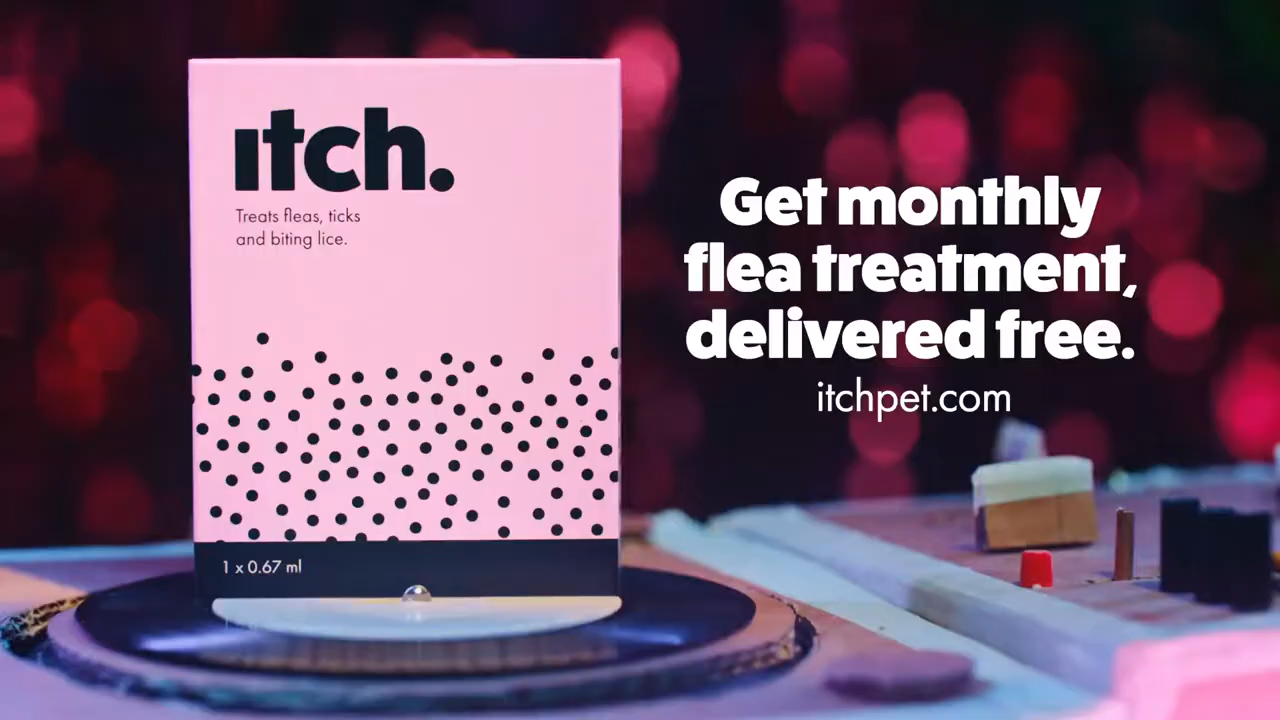 itch.
Treats fleas, ticks
and biting lice.
1 x 0.67 ml
Get monthly
flea treatment,
delivered free.
itchpet.com